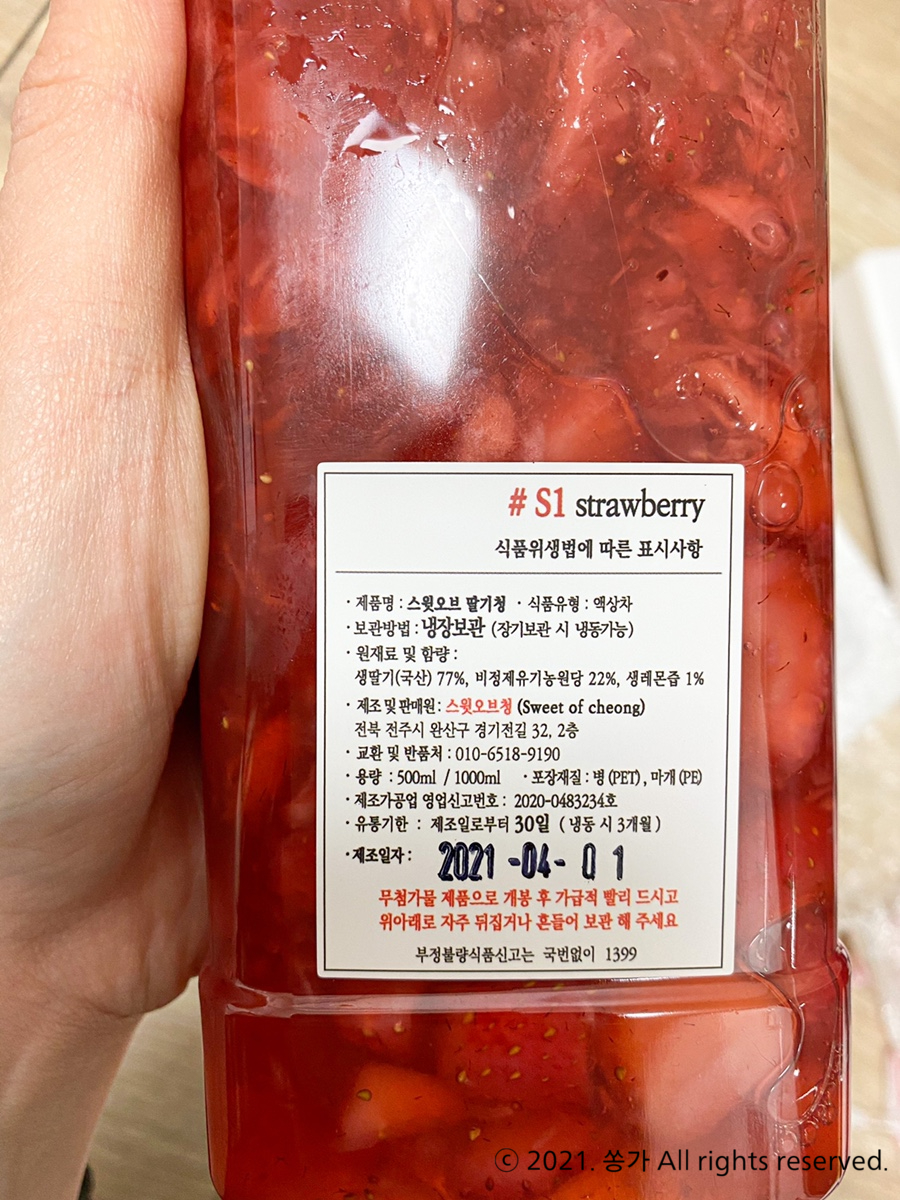 # S1 strawberry
식품위생법에 따른 표시사항
· 제품명 : 스윗오브 딸기청 · 식품유형 : 액상차
· 보관방법 : 냉장보관 (장기보관 시 냉동가능)
· 원재료 및 함량 :
생딸기(국산) 77%, 비정제유기농원당 22%, 생레몬즙 1%
· 제조 및 판매원 : 스윗오브청 (Sweet of cheong)
전북 전주시 완산구 경기전길 32, 2층
· 교환 및 반품처 : 010-6518-9190
· 용량 : 500ml / 1000ml · 포장재질 : 병 (PET) , 마개 (PE)
· 제조가공업 영업신고번호 : 2020-0483234호
· 유통기한 : 제조일로부터 30일 ( 냉동 시 3개월 )
· 제조일자 : 2021 -04- 0 1
무첨가물 제품으로 개봉 후 가급적 빨리 드시고
위아래로 자주 뒤집거나 흔들어 보관 해 주세요
부정불량식품신고는 국번없이 1399
ⓒ 2021. 쏭가 All rights reserved.